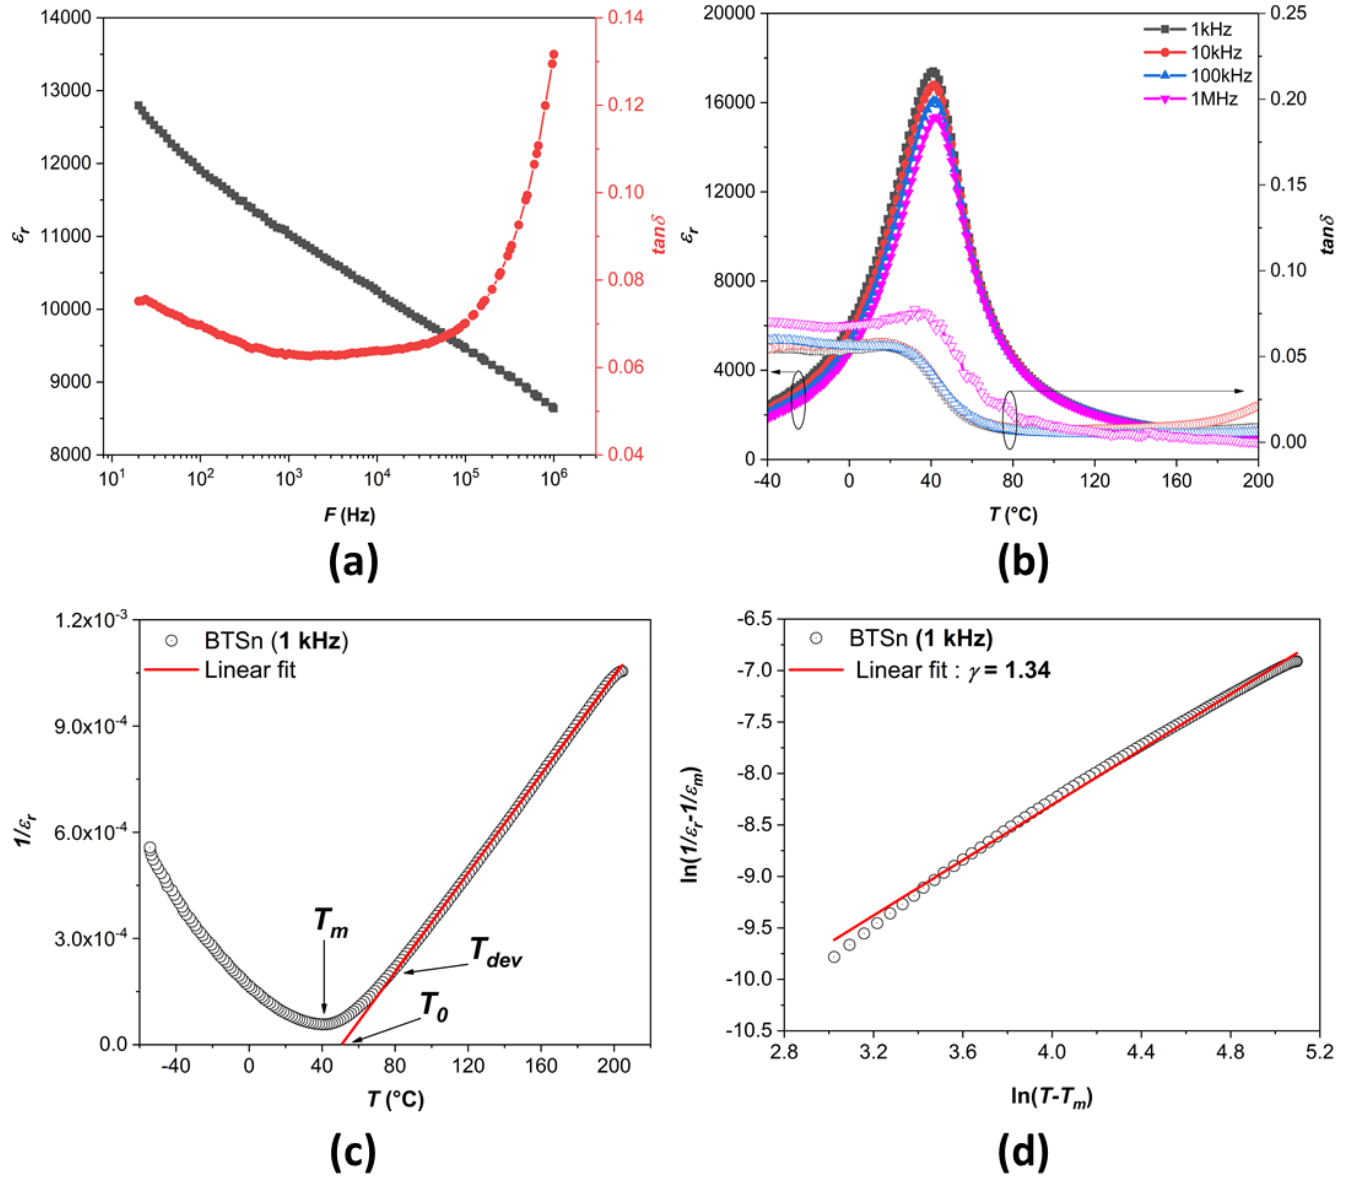 14000
13000
12000
11000
10000
9000
8000
εr
0.14
0.12
0.10
0.08
0.06
0.04
tanδ
10¹ 10² 10³ 10⁴ 10⁵ 10⁶
F (Hz)
(a)
20000
16000
12000
8000
4000
0
εr
1kHz
10kHz
100kHz
1MHz
0.25
0.20
0.15
0.10
0.05
0.00
tanδ
-40 0 40 80 120 160 200
T (°C)
(b)
1.2x10⁻³
9.0x10⁻⁴
6.0x10⁻⁴
3.0x10⁻⁴
0.0
1/εr
BTSn (1 kHz)
Linear fit
Tm
Tdev
T0
-40 0 40 80 120 160 200
T (°C)
(c)
-6.5
-7.0
-7.5
-8.0
-8.5
-9.0
-9.5
-10.0
-10.5
ln(1/εr-1/εm)
BTSn (1 kHz)
Linear fit : γ = 1.34
2.8 3.2 3.6 4.0 4.4 4.8 5.2
ln(T-Tm)
(d)